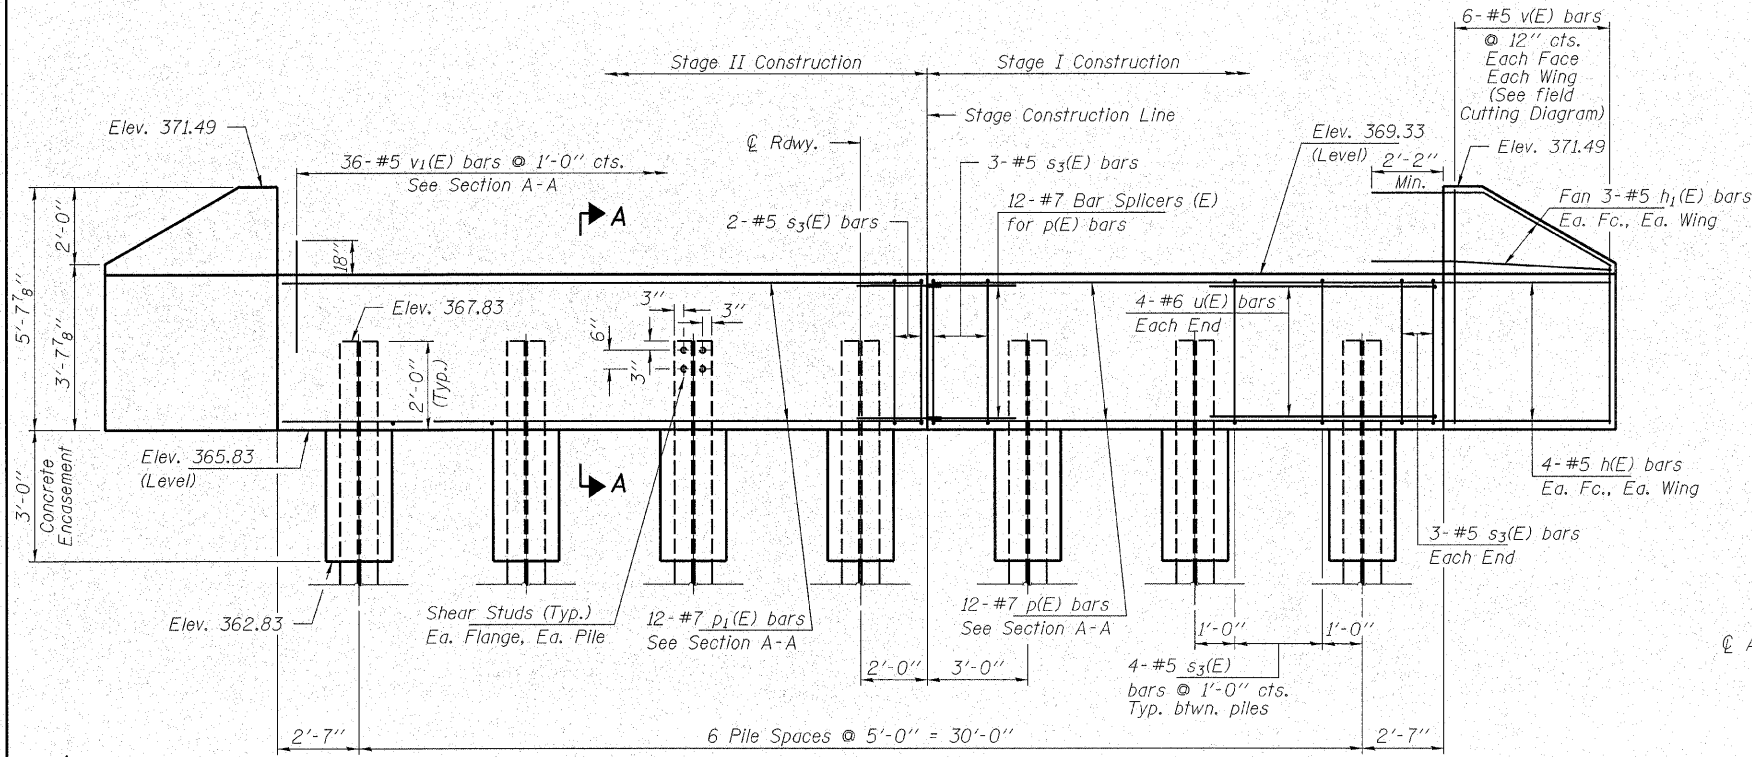 6-#5 v(E) bars
@ 12" cts.
Each Face
Each Wing
(See field
Cutting Diagram)
Stage II Construction
Stage I Construction
Stage Construction Line
Elev. 371.49
℄ Rdwy.
Elev. 369.33
(Level)
Elev. 371.49
36-#5 v1(E) bars @ 1'-0" cts.
See Section A-A
3-#5 s3(E) bars
2'-2"
Min.
A
12-#7 Bar Splicers (E)
for p(E) bars
2-#5 s3(E) bars
Fan 3-#5 h1(E) bars
Ea. Fc., Ea. Wing
2'-0"
18"
5'-7 7/8"
3'-7 7/8"
Elev. 367.83
3"
3"
6"
3"
2'-0"
(Typ.)
4-#6 u(E) bars
Each End
Elev. 365.83
(Level)
A
4-#5 h(E) bars
Ea. Fc., Ea. Wing
3'-0"
Concrete
Encasement
3-#5 s3(E) bars
Each End
Elev. 362.83
Shear Studs (Typ.)
Ea. Flange, Ea. Pile
12-#7 p1(E) bars
See Section A-A
12-#7 p(E) bars
See Section A-A
1'-0"
1'-0"
2'-0"
3'-0"
4-#5 s3(E)
bars @ 1'-0" cts.
Typ. btwn. piles
℄ A
2'-7"
6 Pile Spaces @ 5'-0" = 30'-0"
2'-7"